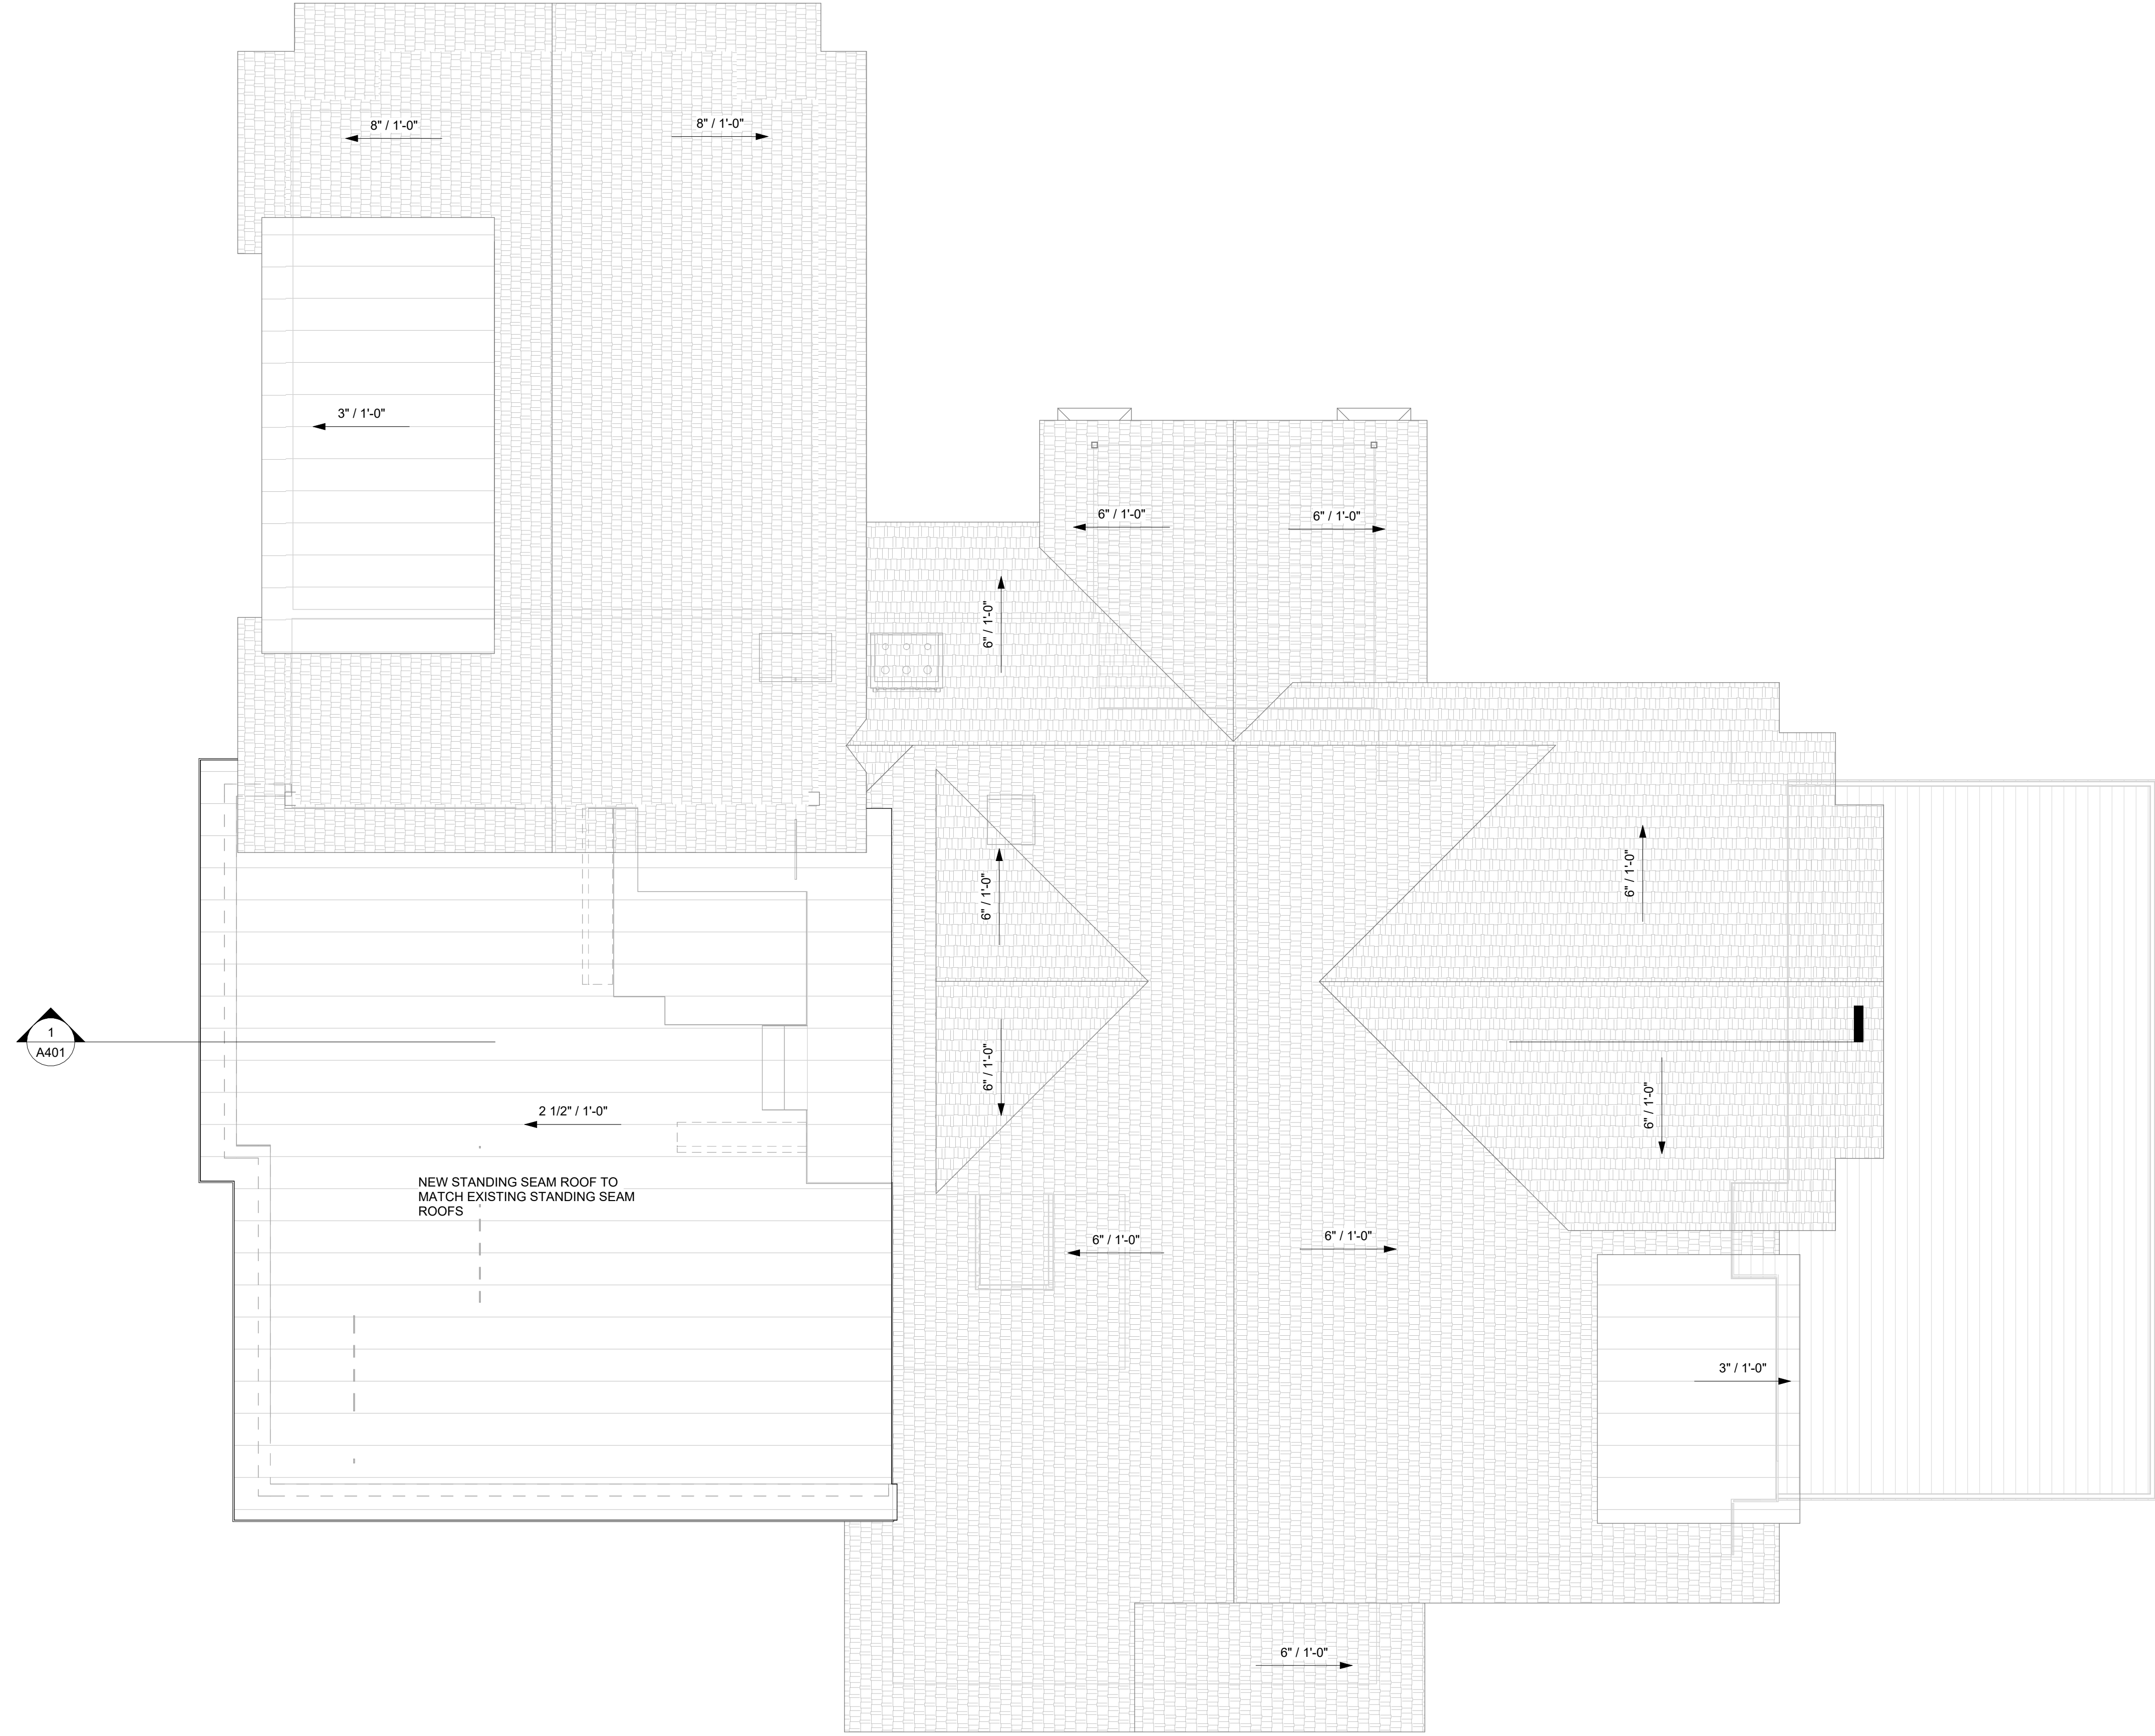 8" / 1'-0"
8" / 1'-0"
3" / 1'-0"
6" / 1'-0"
6" / 1'-0"
6" / 1'-0"
6" / 1'-0"
6" / 1'-0"
1
A401
6" / 1'-0"
6" / 1'-0"
2 1/2" / 1'-0"
NEW STANDING SEAM ROOF TO
MATCH EXISTING STANDING SEAM
ROOFS
6" / 1'-0"
6" / 1'-0"
3" / 1'-0"
6" / 1'-0"